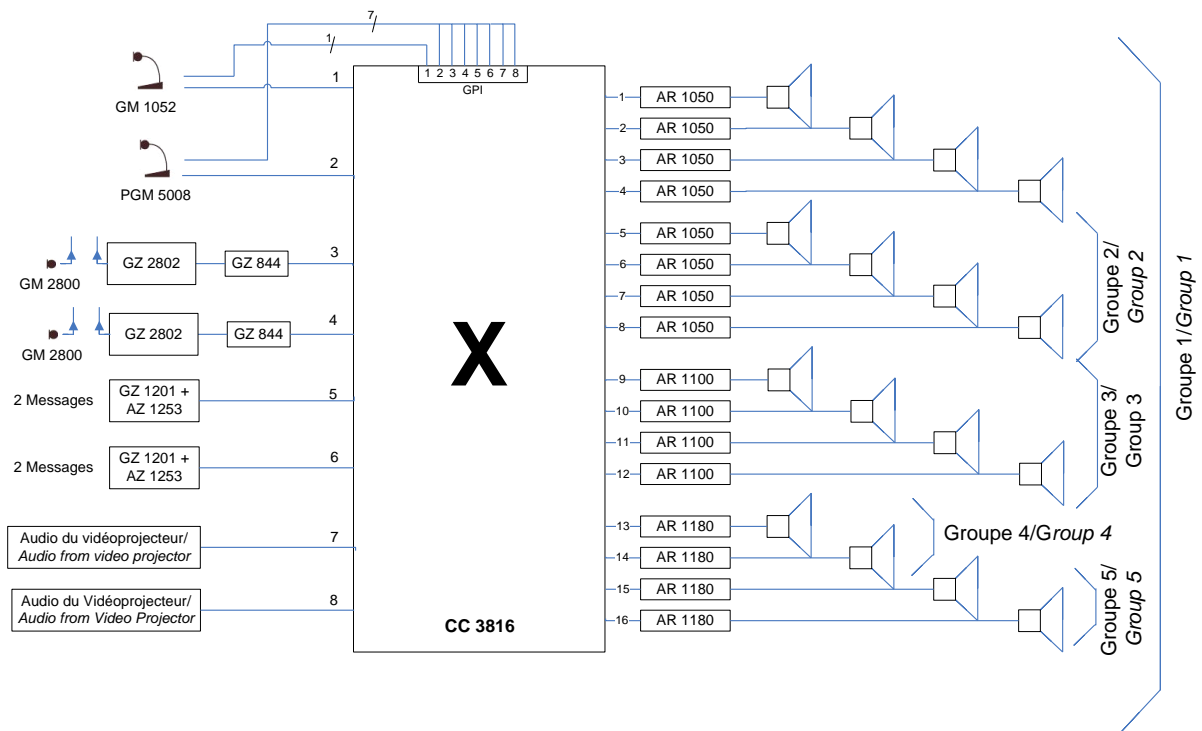 7
1
1 2 3 4 5 6 7 8
GPI
GM 1052
1
PGM 5008
2
GM 2800
GZ 2802
GZ 844
3
GM 2800
GZ 2802
GZ 844
4
2 Messages
GZ 1201 +
AZ 1253
5
2 Messages
GZ 1201 +
AZ 1253
6
Audio du vidéoprojecteur/
Audio from video projector
7
Audio du Vidéoprojecteur/
Audio from Video Projector
8
X
CC 3816
1 AR 1050
2 AR 1050
3 AR 1050
4 AR 1050
5 AR 1050
6 AR 1050
7 AR 1050
8 AR 1050
9 AR 1100
10 AR 1100
11 AR 1100
12 AR 1100
13 AR 1180
14 AR 1180
15 AR 1180
16 AR 1180
Groupe 2/
Group 2
Groupe 3/
Group 3
Groupe 4/Group 4
Groupe 5/
Group 5
Groupe 1/Group 1